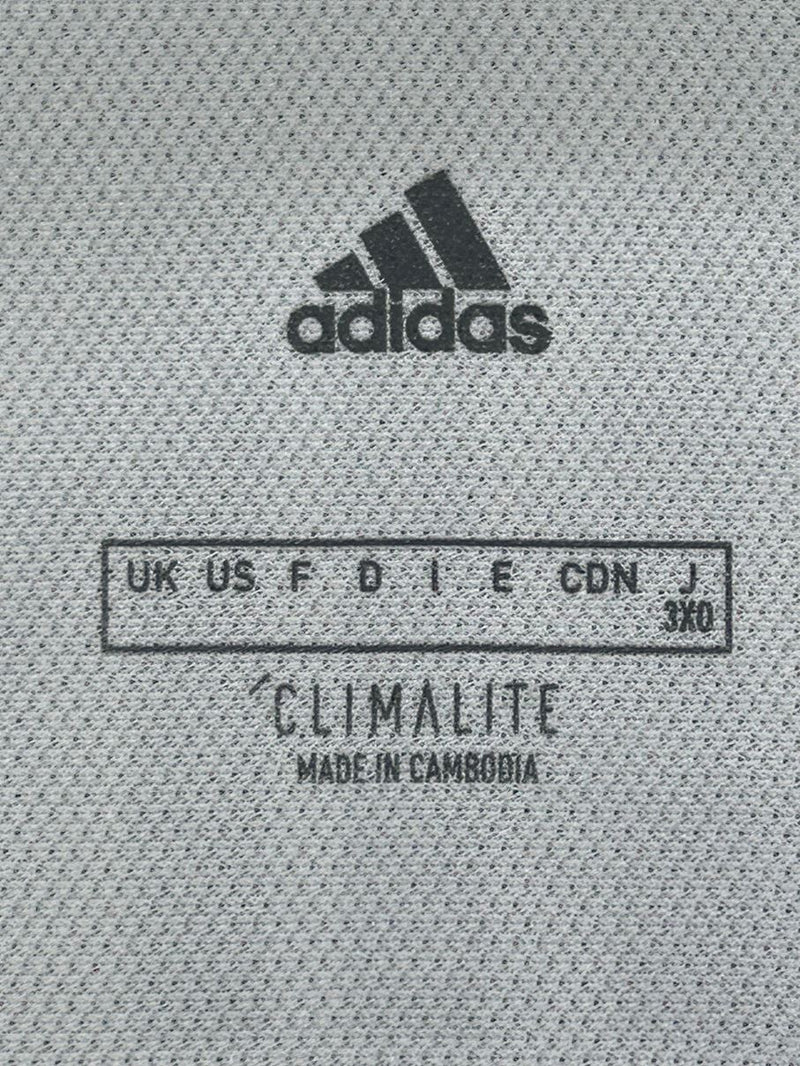 adidas
UK US F D I E CDN J
3XO
CLIMALITE
MADE IN CAMBODIA